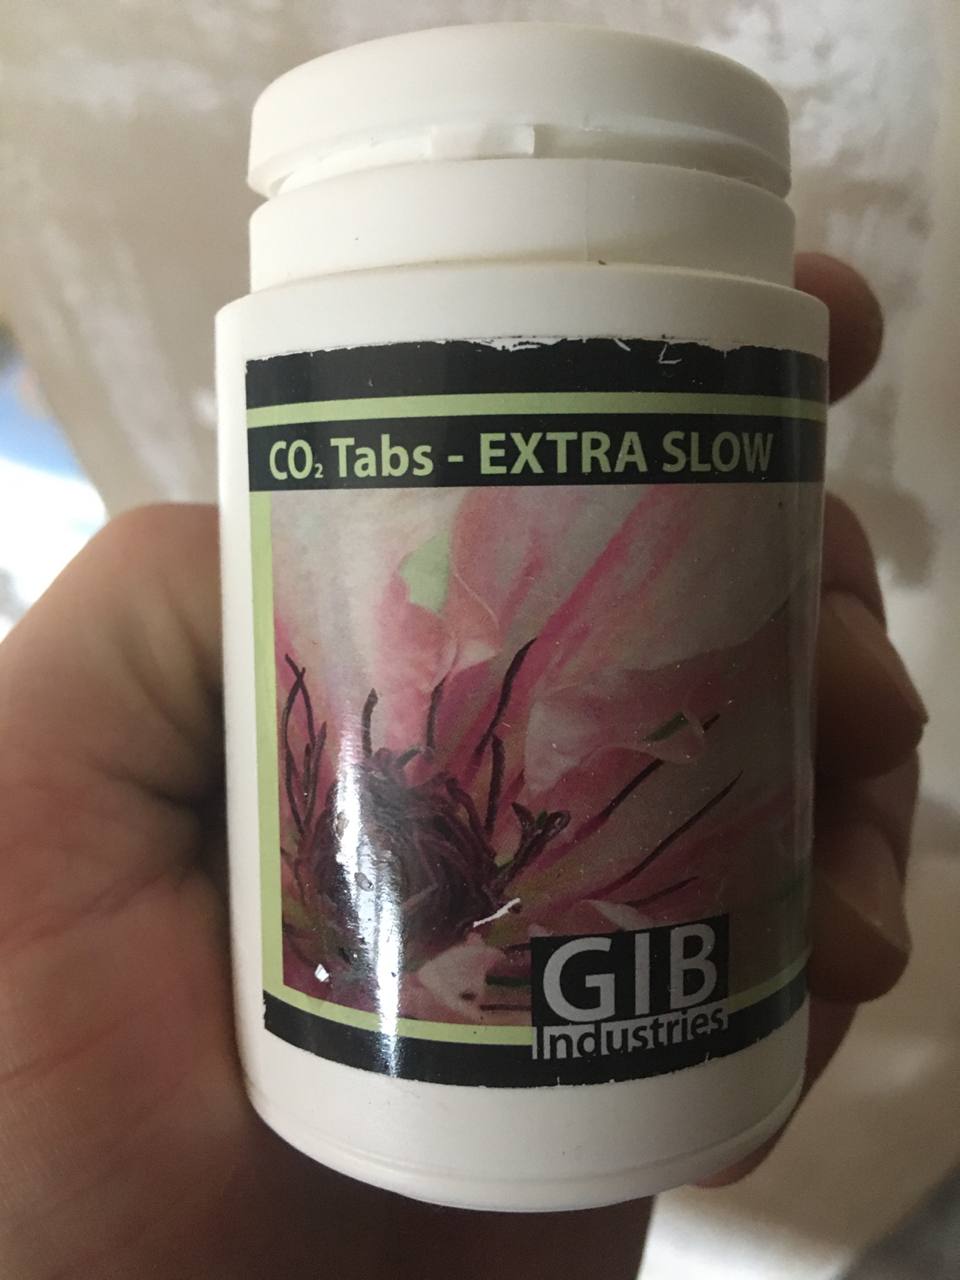 CO₂ Tabs - EXTRA SLOW
GIB
Industries